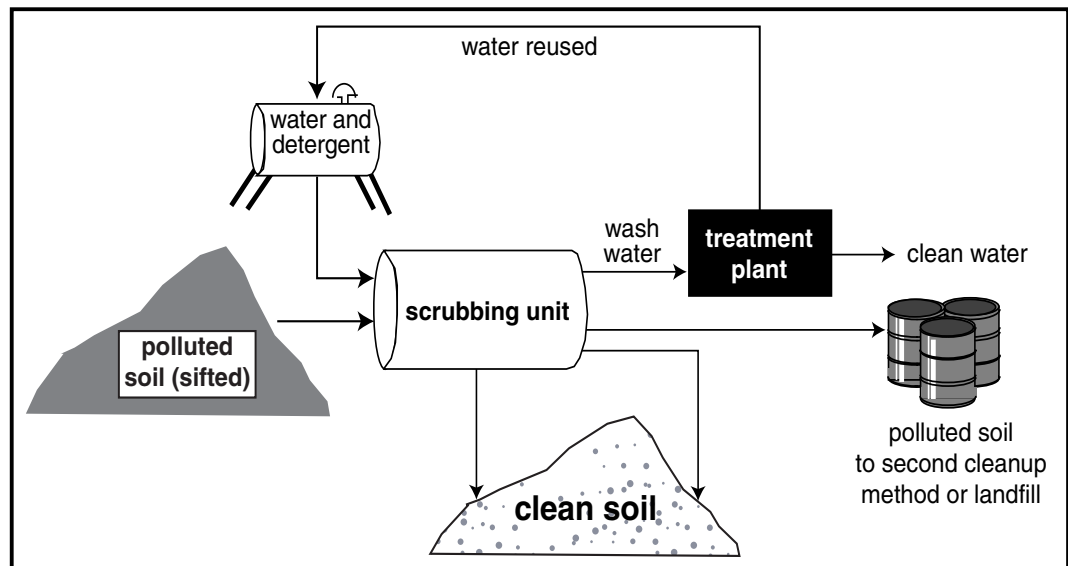 water reused
water and
detergent
wash
water
treatment
plant
clean water
scrubbing unit
polluted
soil (sifted)
polluted soil
to second cleanup
method or landfill
clean soil